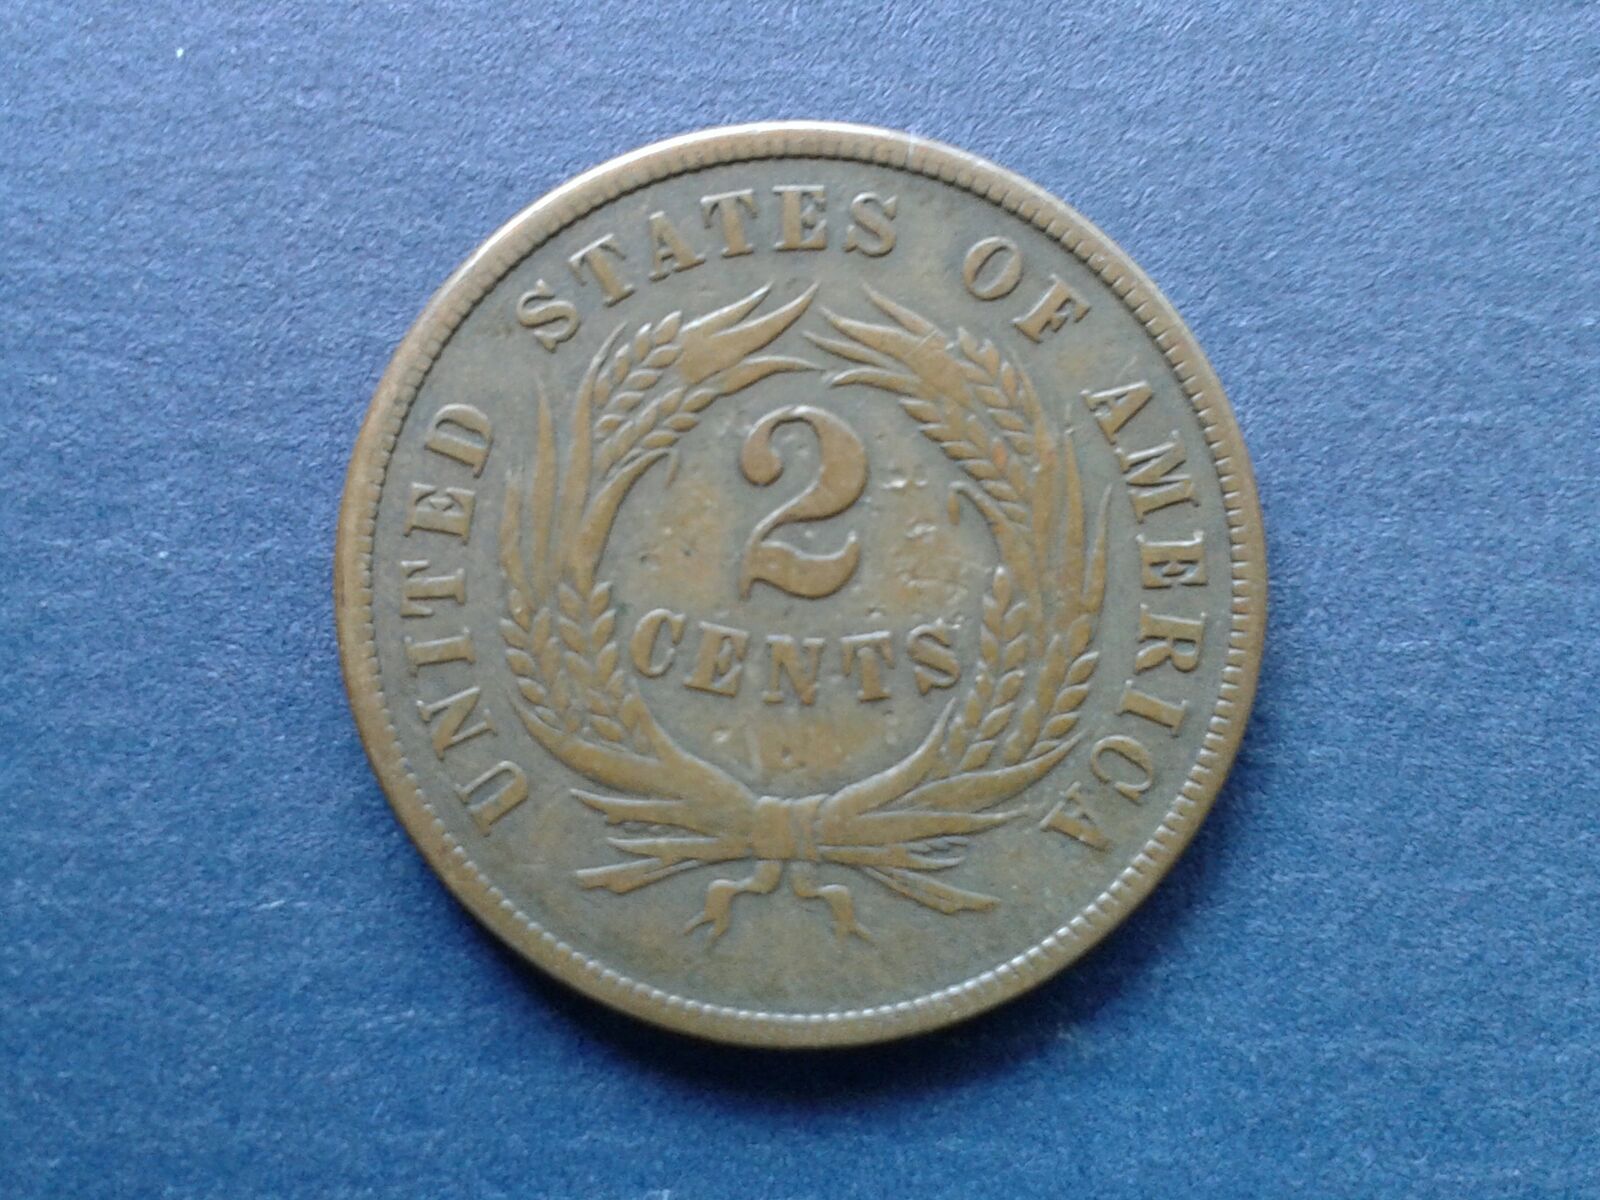 UNITED STATES OF AMERICA
2
CENTS